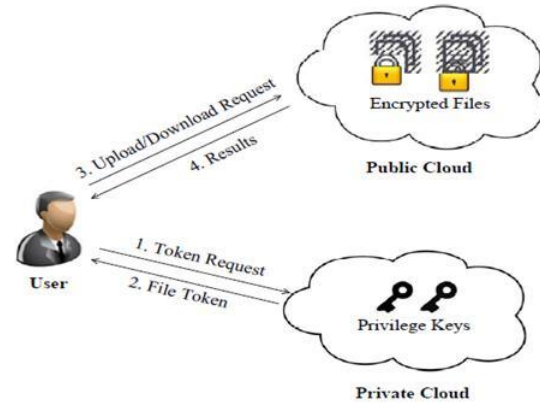 Encrypted Files
Public Cloud
3. Upload/Download Request
4. Results
User
1. Token Request
2. File Token
Privilege Keys
Private Cloud